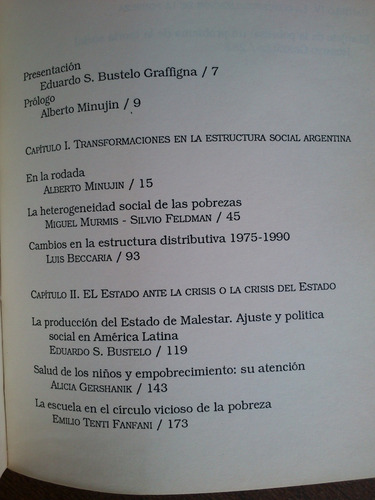 Presentación
Eduardo S. Bustelo Graffigna / 7
Prólogo
Alberto Minujin / 9
CAPÍTULO I. TRANSFORMACIONES EN LA ESTRUCTURA SOCIAL ARGENTINA
En la rodada
ALBERTO MINUJIN / 15
La heterogeneidad social de las pobrezas
MIGUEL MURMIS - SILVIO FELDMAN / 45
Cambios en la estructura distributiva 1975-1990
LUIS BECCARIA / 93
CAPÍTULO II. EL ESTADO ANTE LA CRISIS O LA CRISIS DEL ESTADO
La producción del Estado de Malestar. Ajuste y política
social en América Latina
EDUARDO S. BUSTELO / 119
Salud de los niños y empobrecimiento: su atención
ALICIA GERSHANIK / 143
La escuela en el círculo vicioso de la pobreza
EMILIO TENTI FANFANI / 173